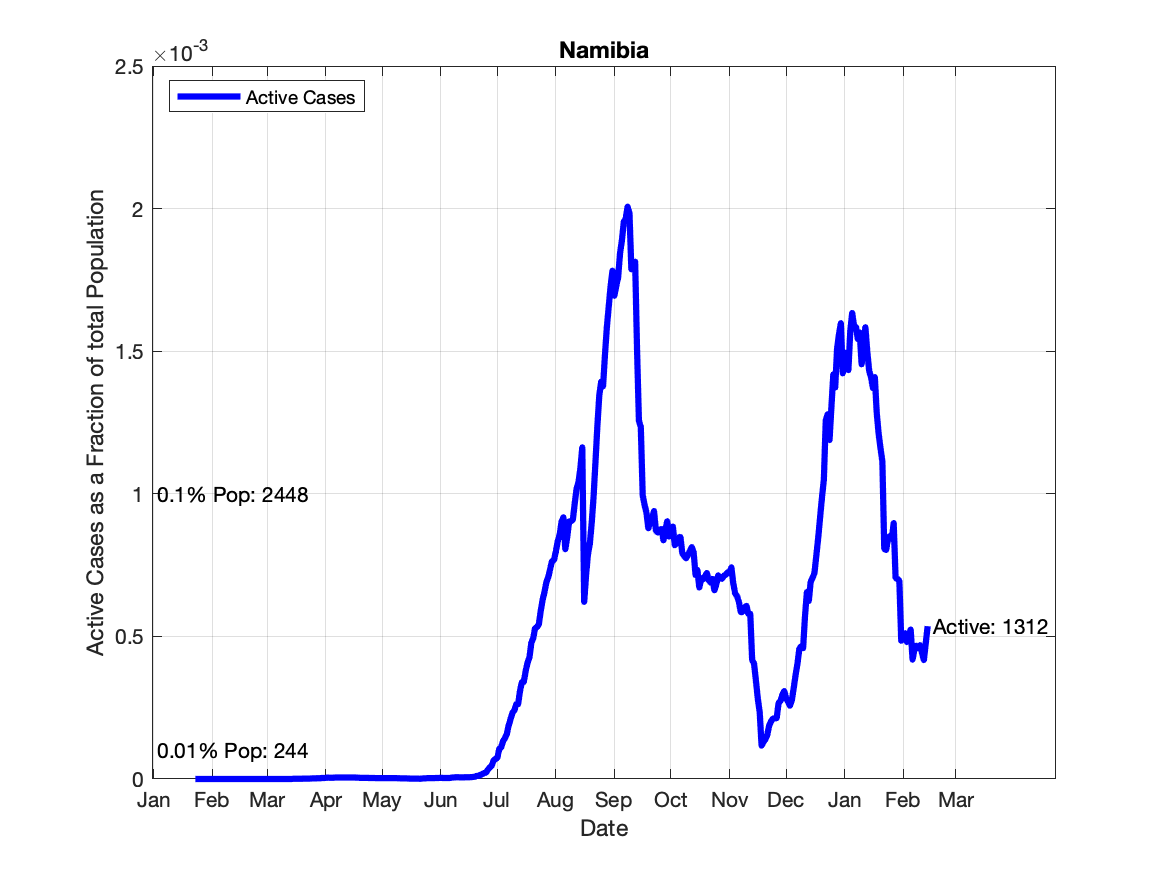 Namibia
×10-3
2.5
2
1.5
1
0.5
0
Active Cases
0.1% Pop: 2448
0.01% Pop: 244
Active: 1312
Active Cases as a Fraction of total Population
Jan Feb Mar Apr May Jun Jul Aug Sep Oct Nov Dec Jan Feb Mar
Date